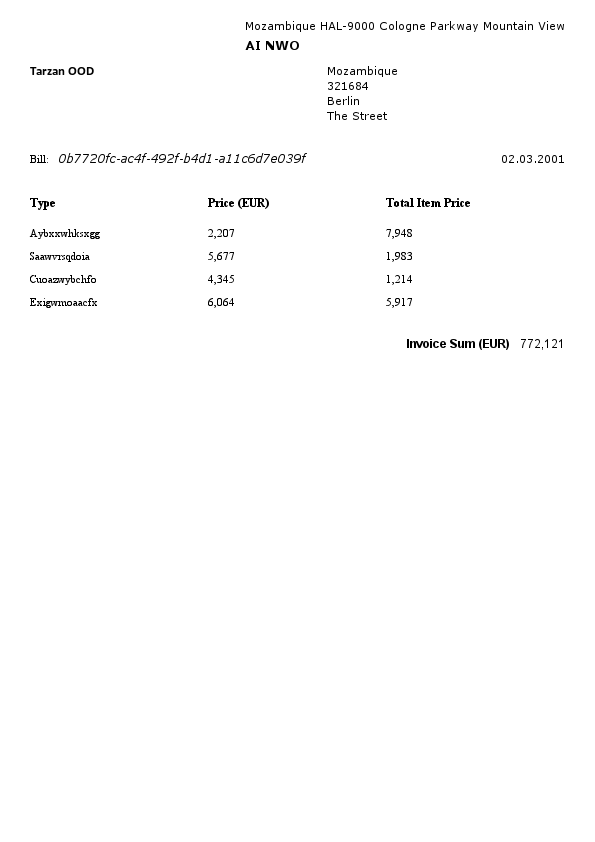 Mozambique HAL-9000 Cologne Parkway Mountain View
AI NWO
Tarzan OOD
Mozambique
321684
Berlin
The Street
Bill: 0b7720fc-ac4f-492f-b4d1-a11c6d7e039f 02.03.2001
Type Price (EUR) Total Item Price
Aybxxwhksxgg 2,207 7,948
Saawvrsqdoia 5,677 1,983
Cuoazwybchfo 4,345 1,214
Exigwmoaacfx 6,064 5,917
Invoice Sum (EUR) 772,121